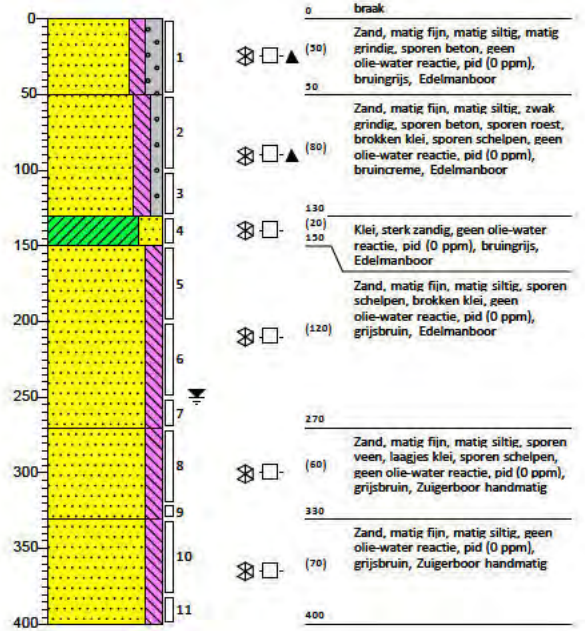 0
50
100
150
200
250
300
350
400
1
2
3
4
5
6
7
8
9
10
11
0 braak
(50)
Zand, matig fijn, matig siltig, matig
grindig, sporen beton, geen
olie-water reactie, pid (0 ppm),
bruingrijs, Edelmanboor
50
(80)
Zand, matig fijn, matig siltig, zwak
grindig, sporen beton, sporen roest,
brokken klei, sporen schelpen, geen
olie-water reactie, pid (0 ppm),
bruincreme, Edelmanboor
130
(20)
150
Klei, sterk zandig, geen olie-water
reactie, pid (0 ppm), bruingrijs,
Edelmanboor
(120)
Zand, matig fijn, matig siltig, sporen
schelpen, brokken klei, geen
olie-water reactie, pid (0 ppm),
grijsbruin, Edelmanboor
270
(60)
Zand, matig fijn, matig siltig, sporen
veen, laagjes klei, sporen schelpen,
geen olie-water reactie, pid (0 ppm),
grijsbruin, Zuigerboor handmatig
330
(70)
Zand, matig fijn, matig siltig, geen
olie-water reactie, pid (0 ppm),
grijsbruin, Zuigerboor handmatig
400